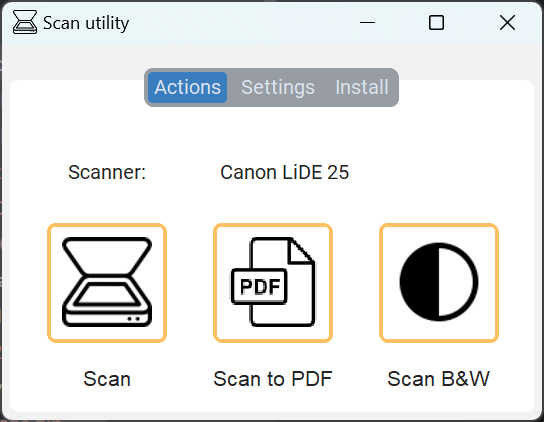 Scan utility
Actions Settings Install
Scanner: Canon LiDE 25
PDF
Scan Scan to PDF Scan B&W